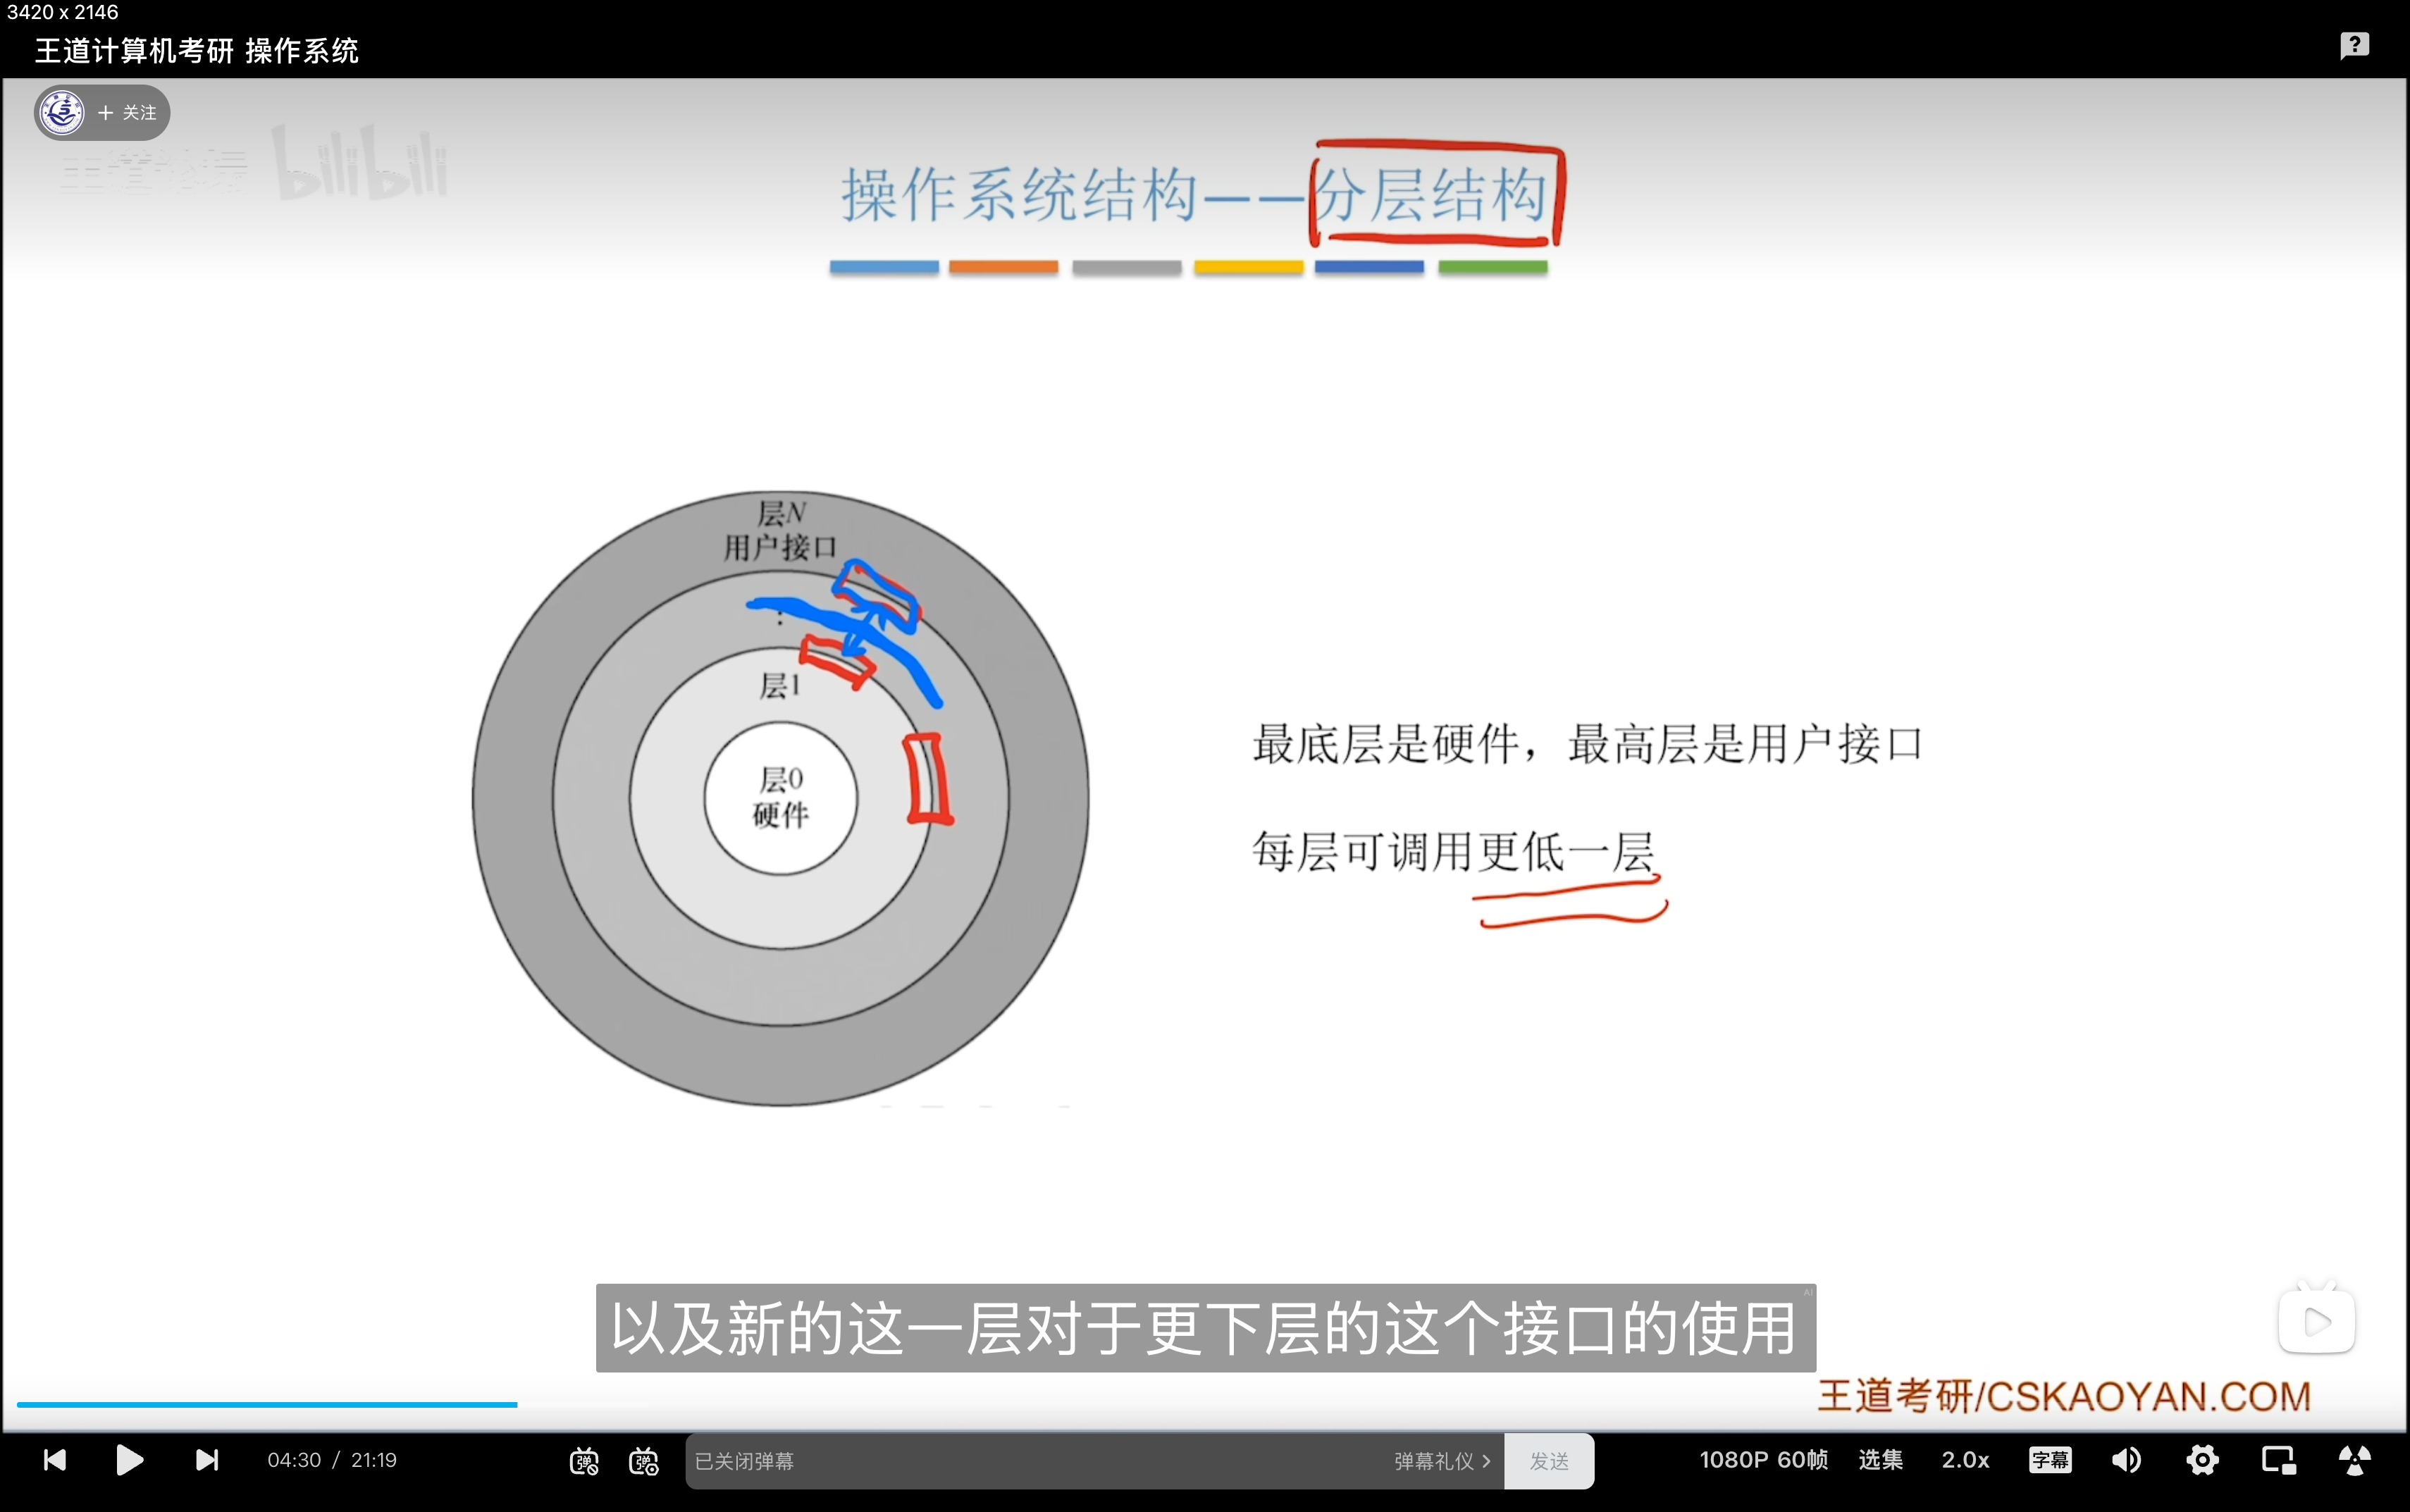 3420 x 2146
王道计算机考研 操作系统
+ 关注
bilibili
操作系统结构——分层结构
层N
用户接口
⋮
层1
层0
硬件
最底层是硬件，最高层是用户接口
每层可调用更低一层
以及新的这一层对于更下层的这个接口的使用
AI
王道考研/CSKAOYAN.COM
04:30 / 21:19
弹
弹
已关闭弹幕
弹幕礼仪 >
发送
1080P 60帧
选集
2.0x
字幕